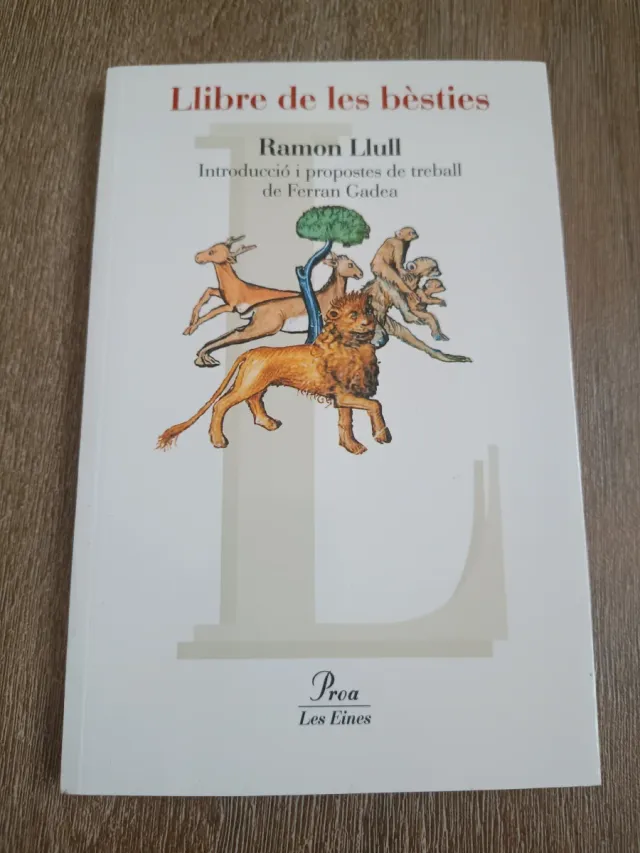 Llibre de les bèsties
Ramon Llull
Introducció i propostes de treball
de Ferran Gadea
L
Proa
Les Eines